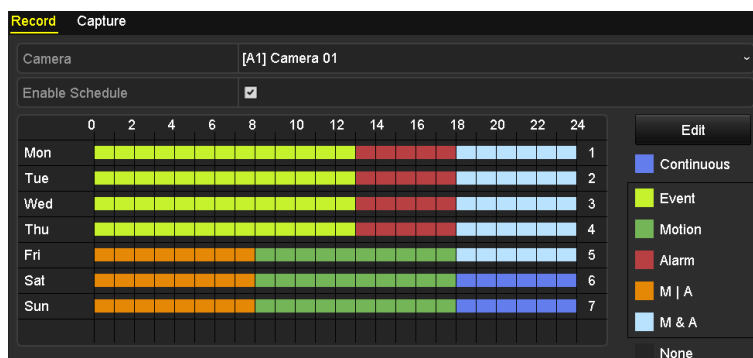 Record Capture
Camera [A1] Camera 01
Enable Schedule
0 2 4 6 8 10 12 14 16 18 20 22 24
Edit
Mon 1
Continuous
Tue 2
Event
Wed 3
Motion
Thu 4
Alarm
Fri 5
Sat 6
M | A
Sun 7
M & A
None